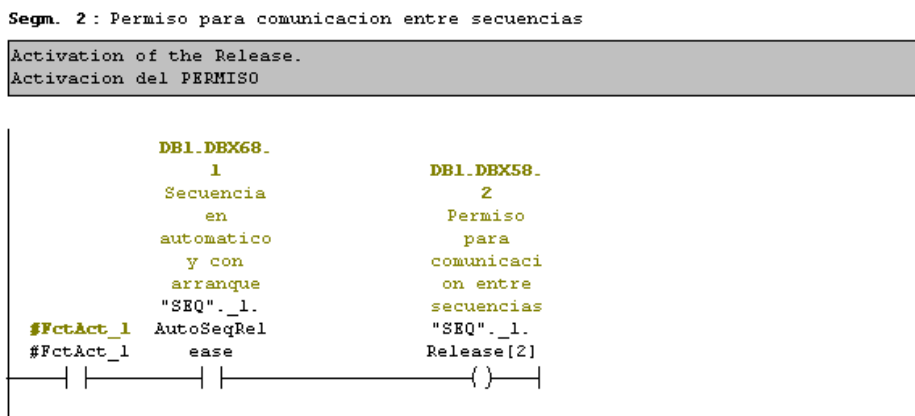 Segm. 2 : Permiso para comunicacion entre secuencias
Activation of the Release.
Activacion del PERMISO
DB1.DBX68.
1
Secuencia
en
automatico
y con
arranque
"SEQ"._1.
AutoSeqRel
ease
#FctAct_1
#FctAct_1
DB1.DBX58.
2
Permiso
para
comunicaci
on entre
secuencias
"SEQ"._1.
Release[2]